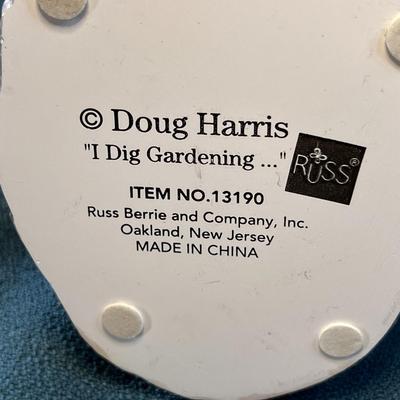 © Doug Harris
"I Dig Gardening ..."
RUSS®
ITEM NO.13190
Russ Berrie and Company, Inc.
Oakland, New Jersey
MADE IN CHINA